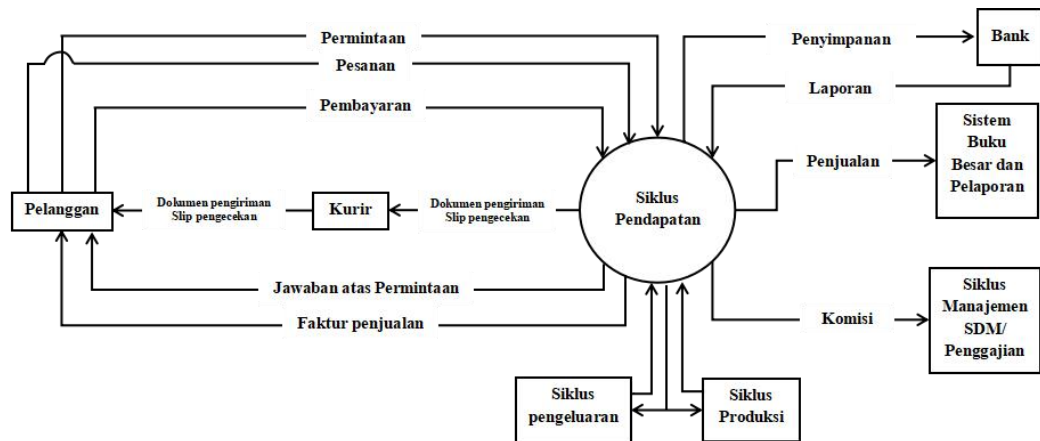 Permintaan
Pesanan
Pembayaran
Penyimpanan
Bank
Laporan
Sistem
Buku
Besar dan
Pelaporan
Penjualan
Pelanggan
Dokumen pengiriman
Slip pengecekan
Kurir
Dokumen pengiriman
Slip pengecekan
Siklus
Pendapatan
Jawaban atas Permintaan
Faktur penjualan
Komisi
Siklus
Manajemen
SDM/
Penggajian
Siklus
pengeluaran
Siklus
Produksi